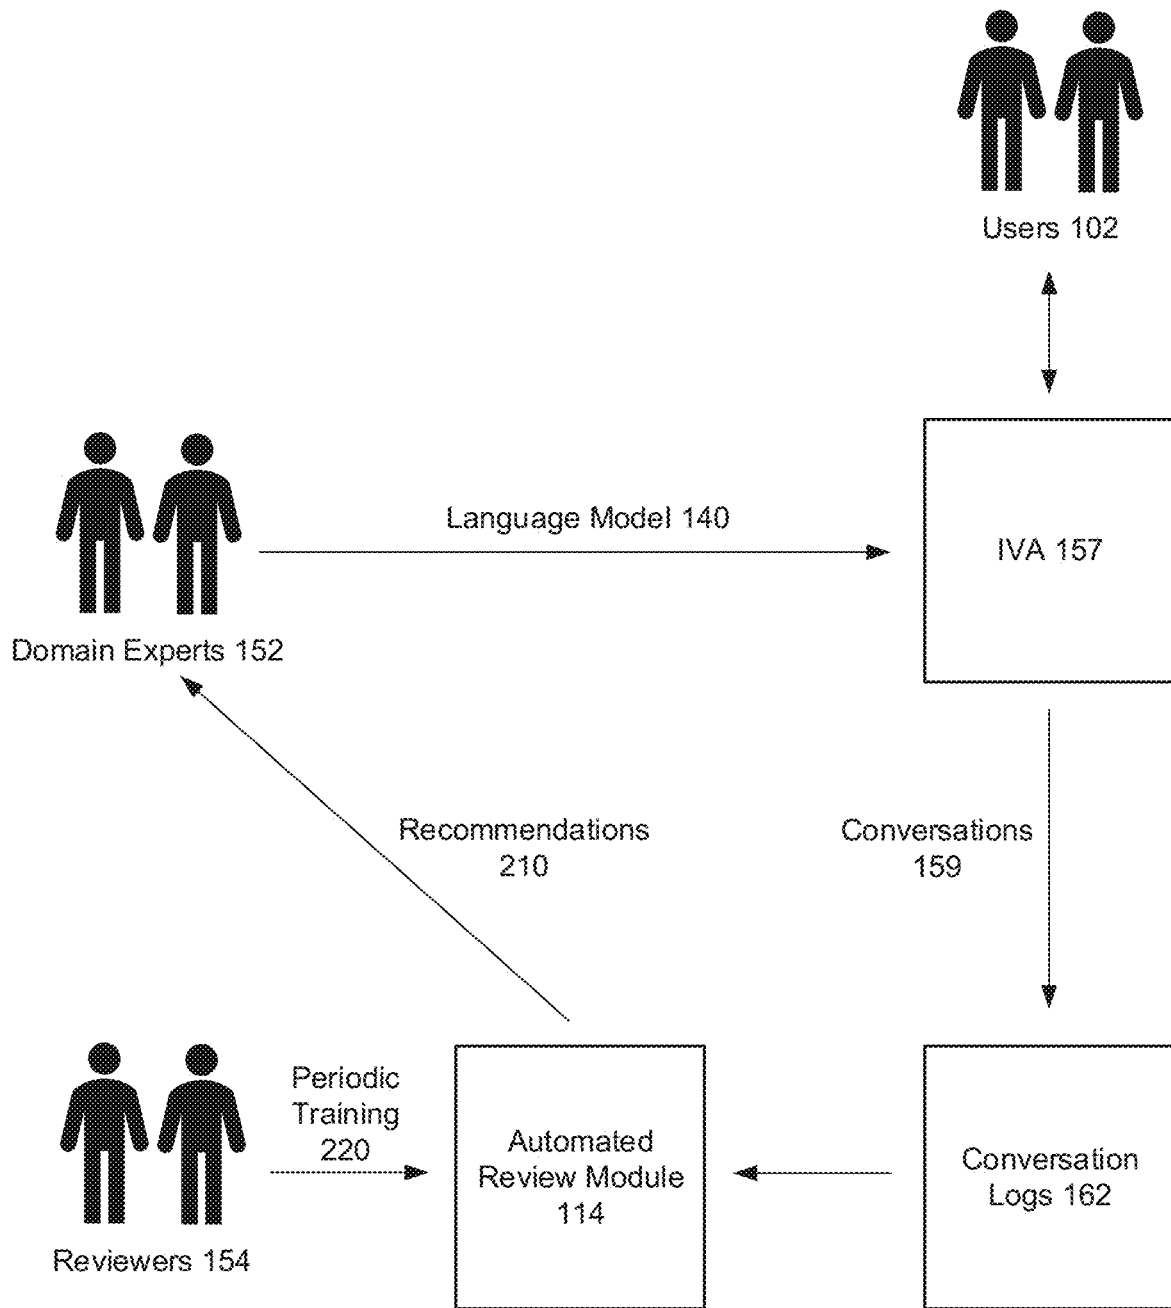 Users 102
Language Model 140
IVA 157
Domain Experts 152
Recommendations
210
Conversations
159
Periodic
Training
220
Automated
Review Module
114
Conversation
Logs 162
Reviewers 154